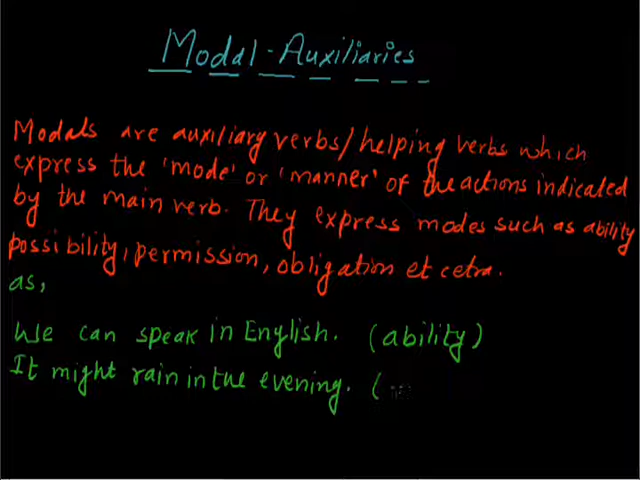 Modal-Auxiliaries
Modals are auxiliary verbs/helping verbs which
express the 'mode' or 'manner' of the actions indicated
by the main verb. They express modes such as ability
possibility, permission, obligation et cetra.
as,
We can speak in English. (ability)
It might rain in the evening. (